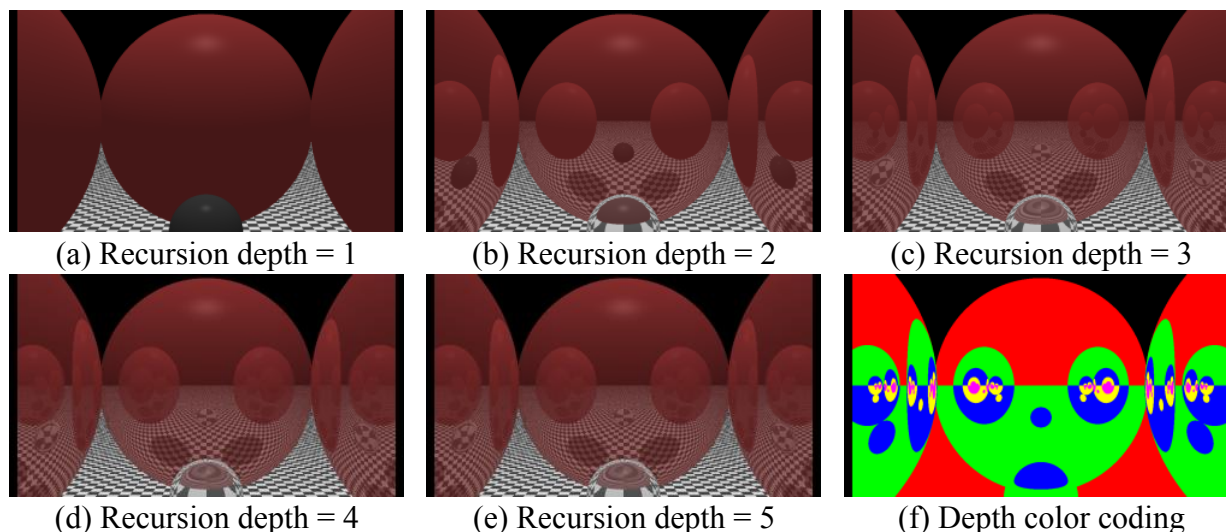 (a) Recursion depth = 1
(b) Recursion depth = 2
(c) Recursion depth = 3
(d) Recursion depth = 4
(e) Recursion depth = 5
(f) Depth color coding